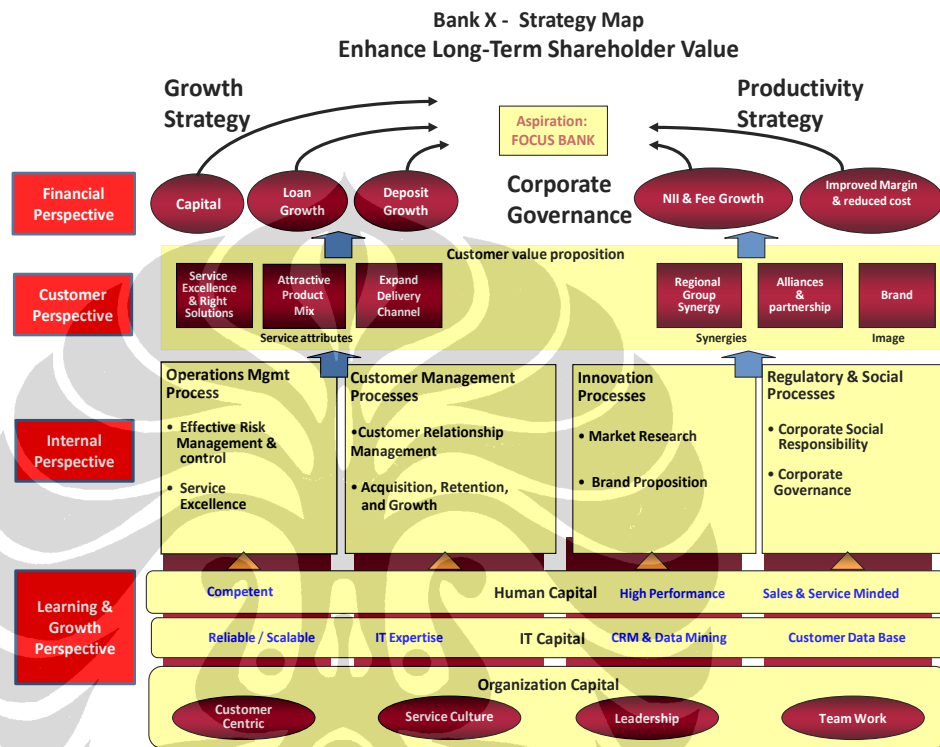 Bank X -  Strategy Map
Enhance Long-Term Shareholder Value
Growth
Strategy
Productivity
Strategy
Aspiration:
FOCUS BANK
Financial
Perspective
Capital
Loan
Growth
Deposit
Growth
Corporate
Governance
NII & Fee Growth
Improved Margin
& reduced cost
Customer value proposition
Customer
Perspective
Service
Excellence
& Right
Solutions
Attractive
Product
Mix
Expand
Delivery
Channel
Regional
Group
Synergy
Alliances
&
partnership
Brand
Service attributes
Synergies
Image
Internal
Perspective
Operations Mgmt
Process
• Effective Risk
Management &
control
• Service
Excellence
Customer Management
Processes
•Customer Relationship
Management
• Acquisition, Retention,
and Growth
Innovation
Processes
• Market Research
• Brand Proposition
Regulatory & Social
Processes
• Corporate Social
Responsibility
• Corporate
Governance
Learning &
Growth
Perspective
Competent
Human Capital
High Performance
Sales & Service Minded
Reliable / Scalable
IT Expertise
IT Capital
CRM & Data Mining
Customer Data Base
Organization Capital
Customer
Centric
Service Culture
Leadership
Team Work